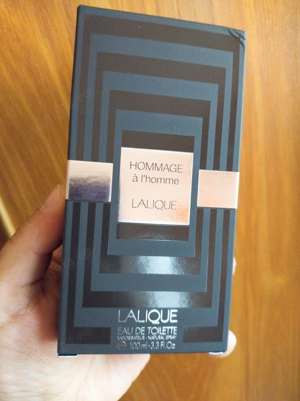 HOMMAGE
à l'homme
LALIQUE
LALIQUE
EAU DE TOILETTE
VAPORISATEUR - NATURAL SPRAY
℮ 100 ml - 3.3 Fl.Oz